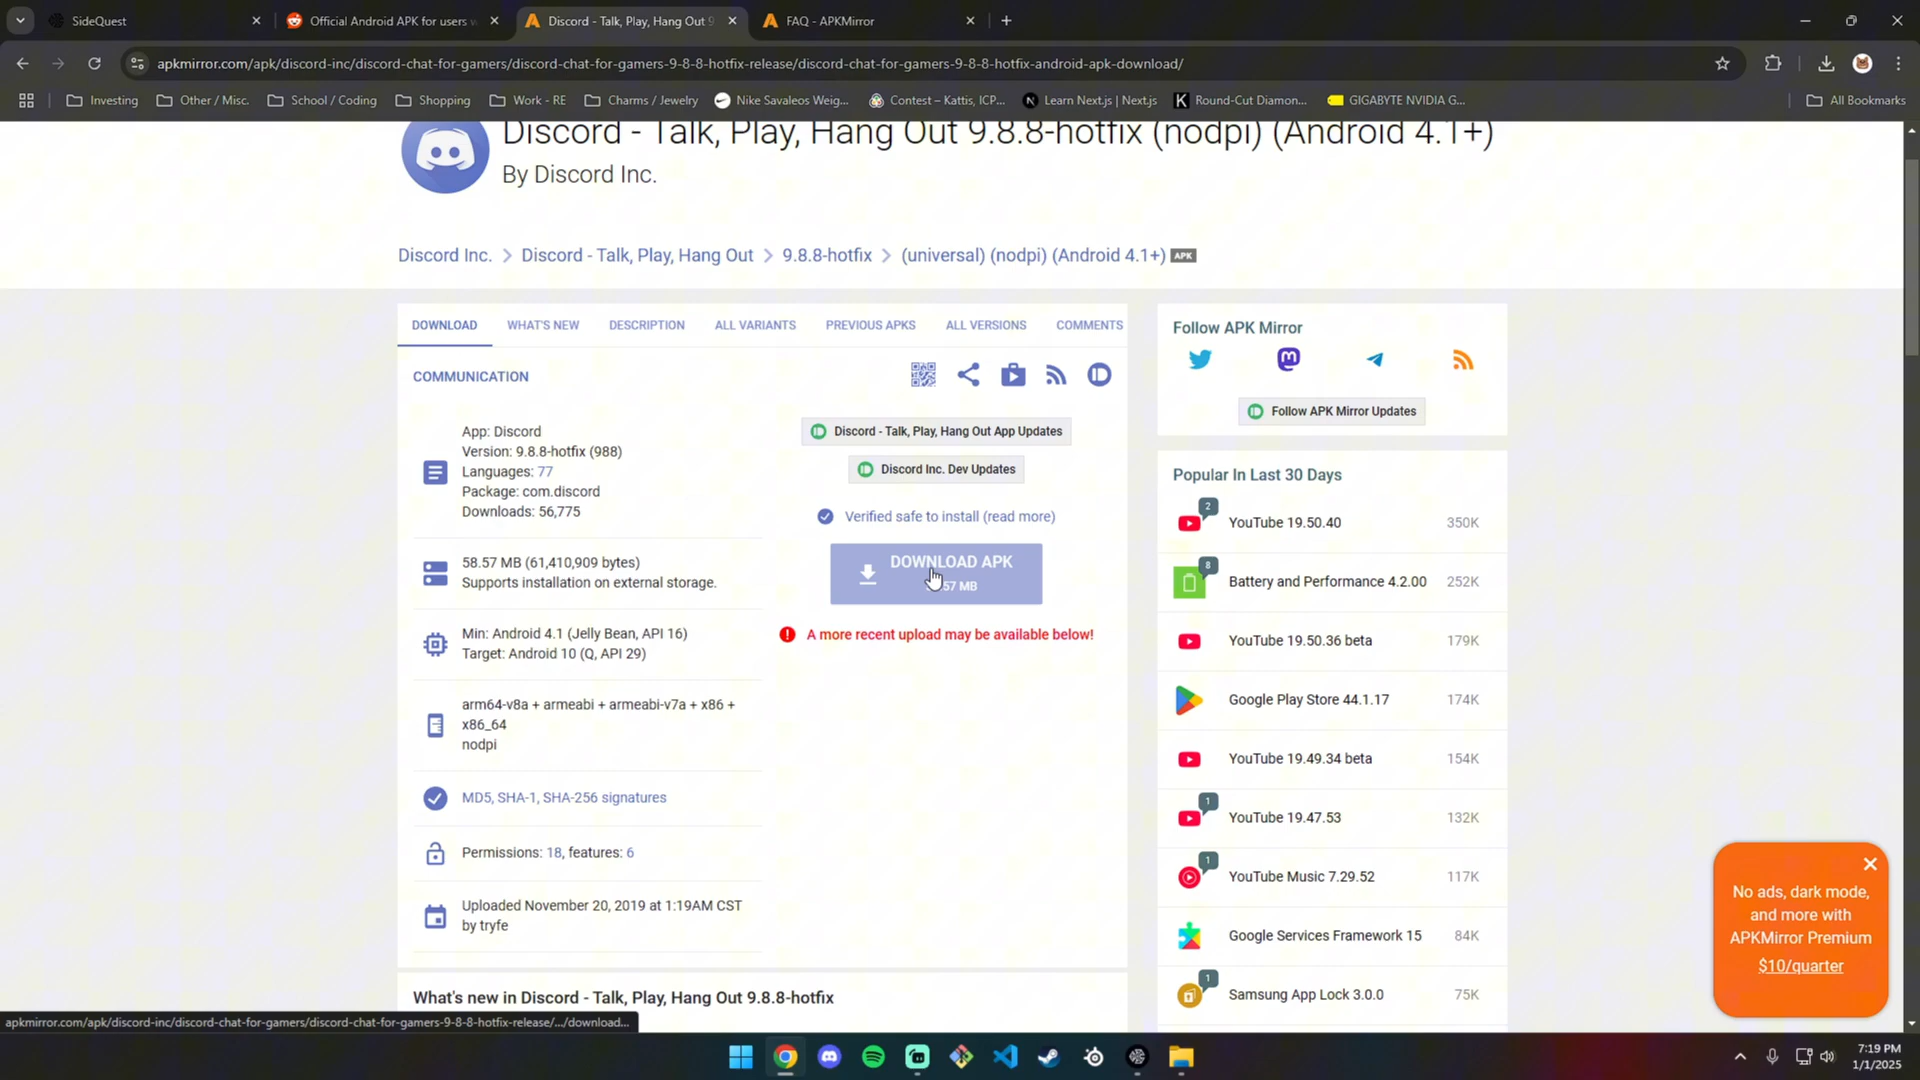 SideQuest
Official Android APK for users w
Discord - Talk, Play, Hang Out 9
FAQ - APKMirror
apkmirror.com/apk/discord-inc/discord-chat-for-gamers/discord-chat-for-gamers-9-8-8-hotfix-release/discord-chat-for-gamers-9-8-8-hotfix-android-apk-download/
Investing
Other / Misc.
School / Coding
Shopping
Work - RE
Charms / Jewelry
Nike Savaleos Weig...
Contest – Kattis, ICP...
Learn Next.js | Next.js
Round-Cut Diamon...
GIGABYTE NVIDIA G...
All Bookmarks
Discord - Talk, Play, Hang Out 9.8.8-hotfix (nodpi) (Android 4.1+)
By Discord Inc.
Discord Inc. > Discord - Talk, Play, Hang Out > 9.8.8-hotfix > (universal) (nodpi) (Android 4.1+) APK
DOWNLOAD
WHAT'S NEW
DESCRIPTION
ALL VARIANTS
PREVIOUS APKS
ALL VERSIONS
COMMENTS
COMMUNICATION
App: Discord
Version: 9.8.8-hotfix (988)
Languages: 77
Package: com.discord
Downloads: 56,775
58.57 MB (61,410,909 bytes)
Supports installation on external storage.
Min: Android 4.1 (Jelly Bean, API 16)
Target: Android 10 (Q, API 29)
arm64-v8a + armeabi + armeabi-v7a + x86 +
x86_64
nodpi
MD5, SHA-1, SHA-256 signatures
Permissions: 18, features: 6
Uploaded November 20, 2019 at 1:19AM CST
by tryfe
Discord - Talk, Play, Hang Out App Updates
Discord Inc. Dev Updates
Verified safe to install (read more)
DOWNLOAD APK
57 MB
A more recent upload may be available below!
What's new in Discord - Talk, Play, Hang Out 9.8.8-hotfix
Follow APK Mirror
Follow APK Mirror Updates
Popular In Last 30 Days
2
YouTube 19.50.40 350K
8
Battery and Performance 4.2.00 252K
YouTube 19.50.36 beta 179K
Google Play Store 44.1.17 174K
YouTube 19.49.34 beta 154K
1
YouTube 19.47.53 132K
1
YouTube Music 7.29.52 117K
Google Services Framework 15 84K
1
Samsung App Lock 3.0.0 75K
No ads, dark mode,
and more with
APKMirror Premium
$10/quarter
apkmirror.com/apk/discord-inc/discord-chat-for-gamers/discord-chat-for-gamers-9-8-8-hotfix-release/.../download...
7:19 PM
1/1/2025